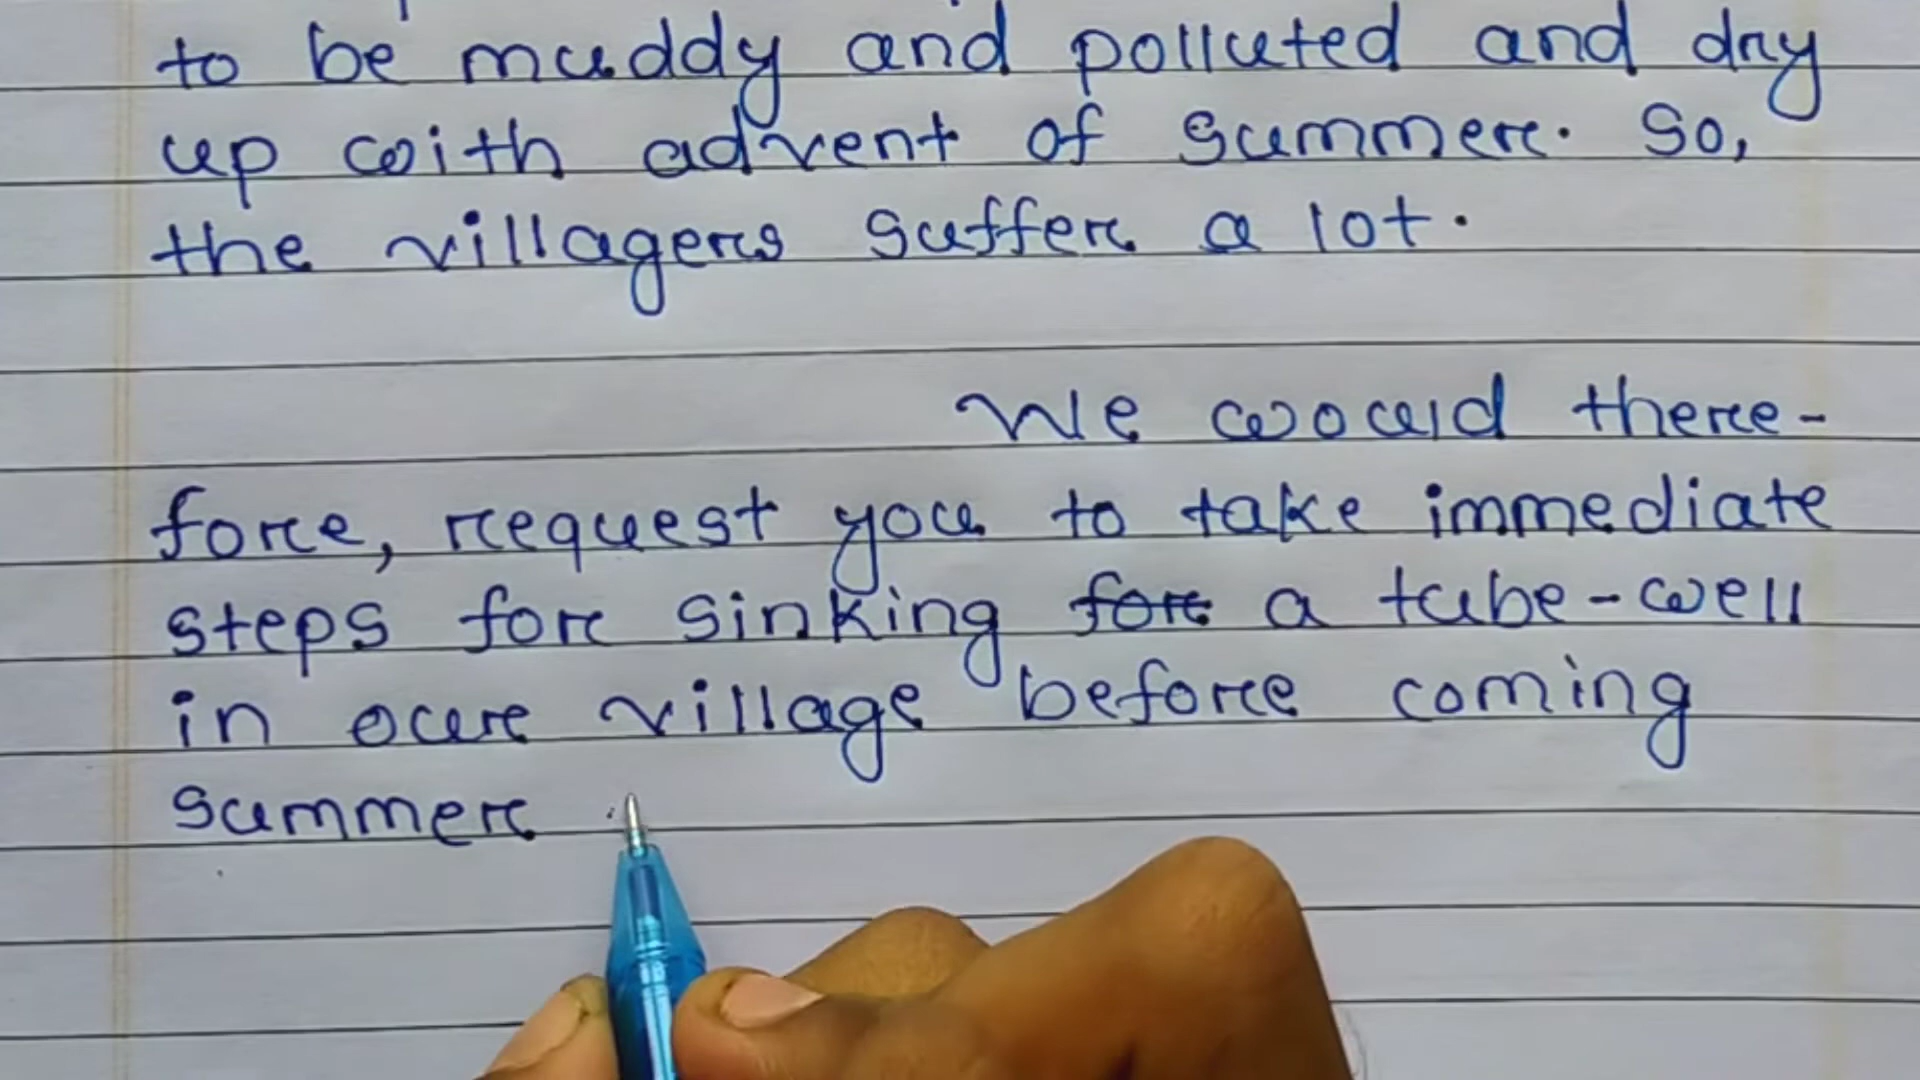 to be muddy and polluted and dry
up with advent of summer. So,
the villagers suffer a lot.
We would there-
fore, request you to take immediate
steps for sinking for a tube-well
in our village before coming
summer